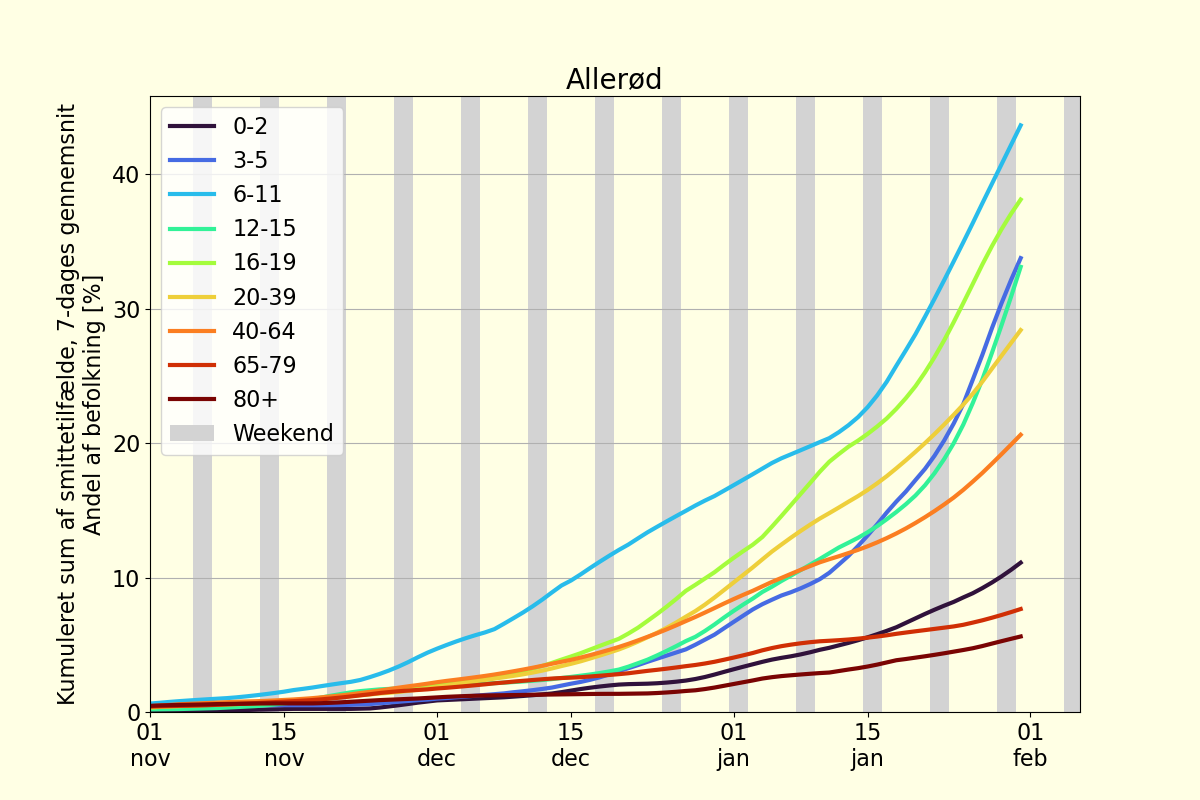 Allerød
Kumuleret sum af smittetilfælde, 7-dages gennemsnit
Andel af befolkning [%]
0-2
3-5
6-11
12-15
16-19
20-39
40-64
65-79
80+
Weekend
40
30
20
10
0
01 15 01 15 01 15 01
nov nov dec dec jan jan feb